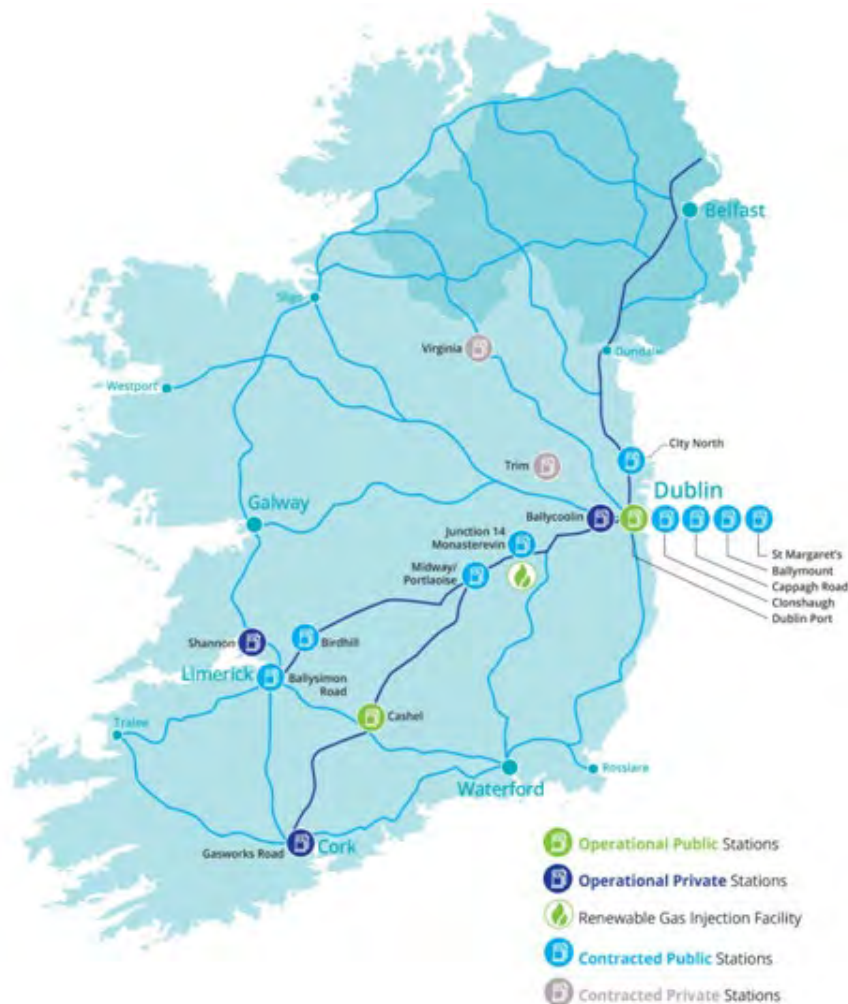 Belfast
Sligo
Virginia
Dundalk
Westport
City North
Trim
Dublin
Galway
Ballycoolin
Junction 14
Monasterevin
St Margaret's
Midway/
Portlaoise
Ballymount
Cappagh Road
Clonshaugh
Dublin Port
Shannon
Birdhill
Limerick
Ballysimon
Road
Cashel
Tralee
Rosslare
Waterford
Gasworks Road
Cork
Operational Public Stations
Operational Private Stations
Renewable Gas Injection Facility
Contracted Public Stations
Contracted Private Stations